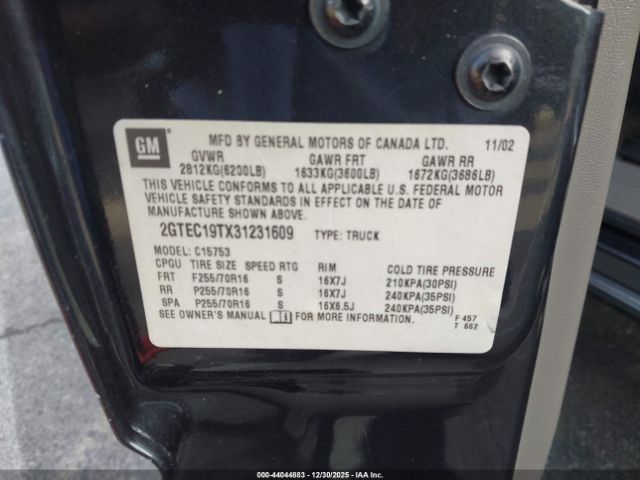 GM
MFD BY GENERAL MOTORS OF CANADA LTD. 11/02
GVWR GAWR FRT GAWR RR
2812KG(6200LB) 1633KG(3600LB) 1672KG(3686LB)
THIS VEHICLE CONFORMS TO ALL APPLICABLE U.S. FEDERAL MOTOR
VEHICLE SAFETY STANDARDS IN EFFECT ON THE DATE OF
MANUFACTURE SHOWN ABOVE.
2GTEC19TX31231609 TYPE: TRUCK
MODEL: C15753
CPGU TIRE SIZE SPEED RTG RIM COLD TIRE PRESSURE
FRT P255/70R16 S 16X7J 210KPA(30PSI)
RR P255/70R16 S 16X7J 240KPA(35PSI)
SPA P255/70R16 S 16X6.5J 240KPA(35PSI)
SEE OWNER'S MANUAL FOR MORE INFORMATION.
F 457
T 662
000-44044883 - 12/30/2025 - IAA Inc.